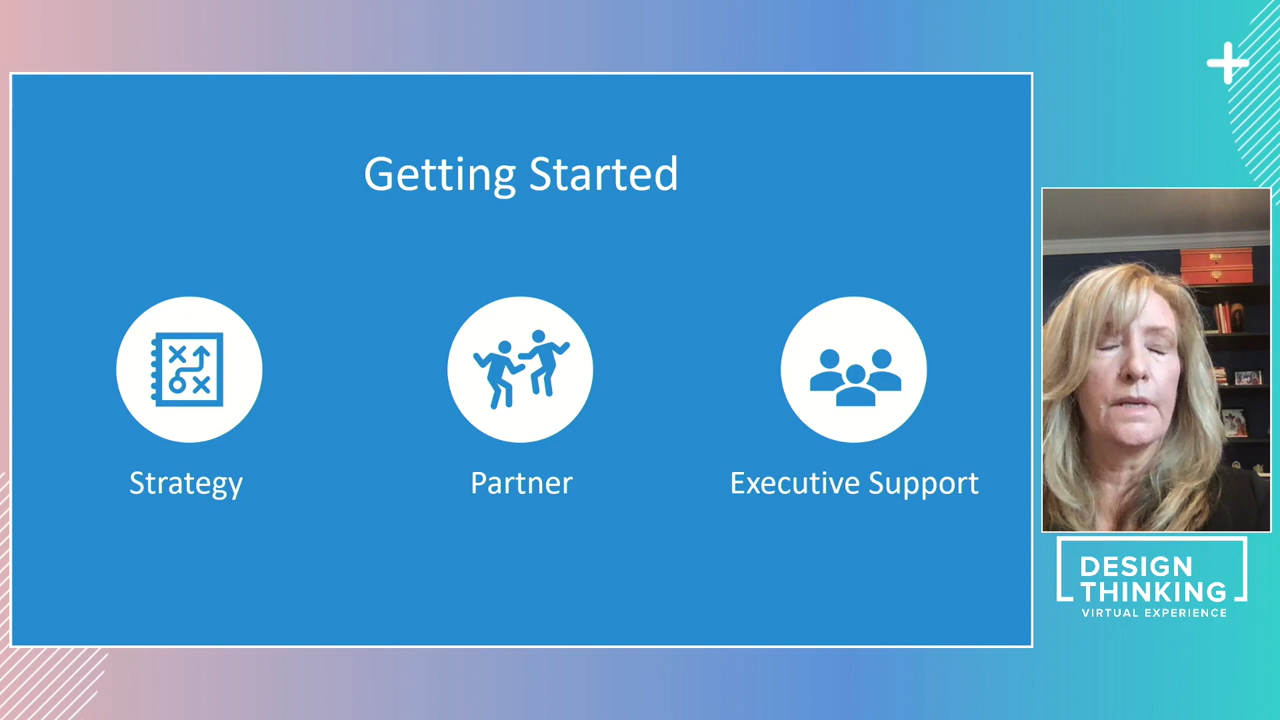 Getting Started
Strategy
Partner
Executive Support
DESIGN
THINKING
VIRTUAL EXPERIENCE